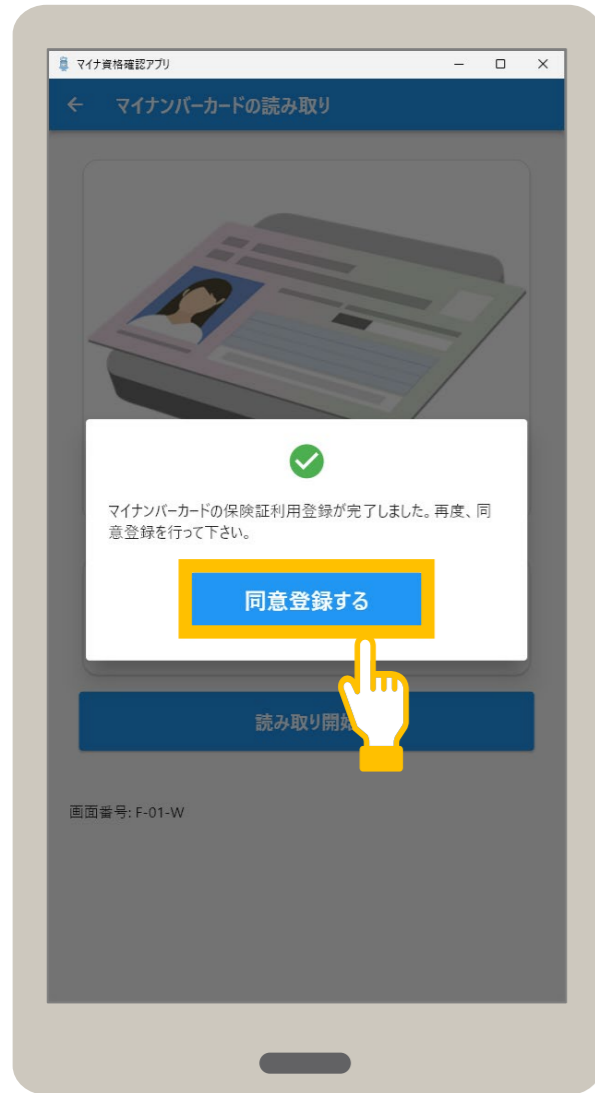 マイナ資格確認アプリ
マイナンバーカードの読み取り
マイナンバーカードの保険証利用登録が完了しました。再度、同
意登録を行って下さい。
同意登録する
読み取り開始
画面番号: F-01-W